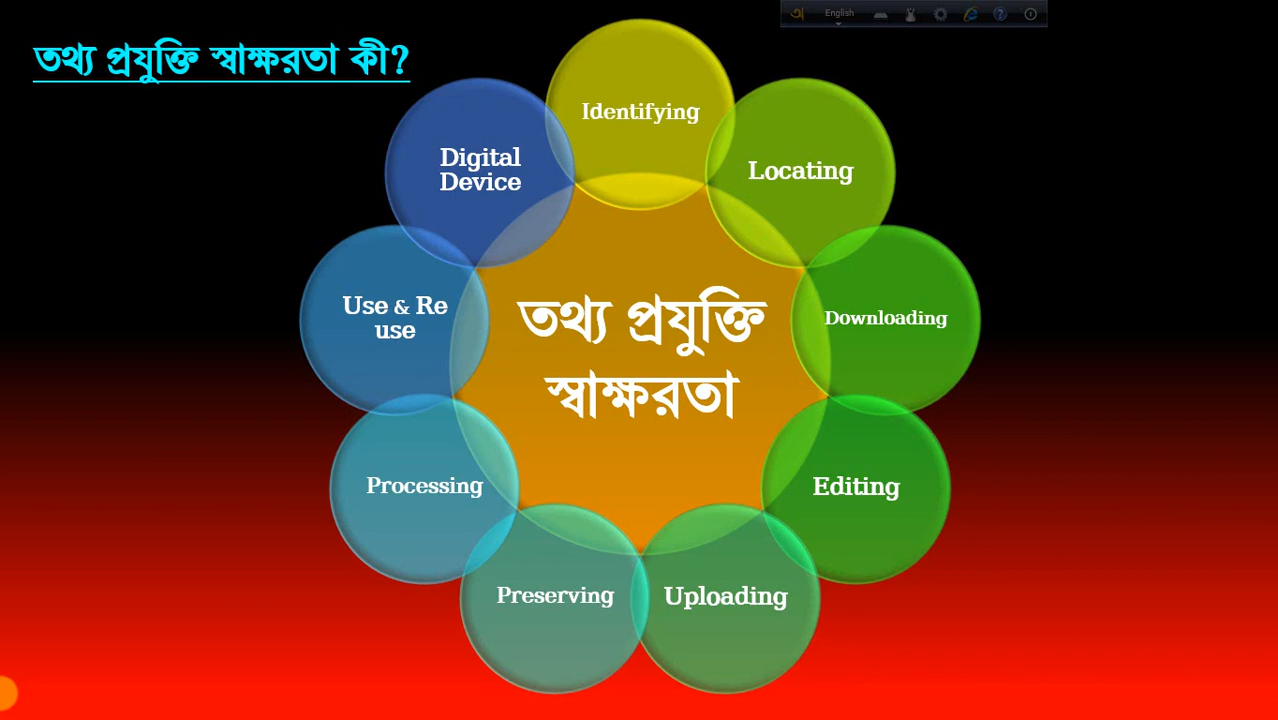 অ
English
তথ্য প্রযুক্তি স্বাক্ষরতা কী?
Identifying
Locating
Downloading
Editing
Uploading
Preserving
Processing
Use & Re
use
Digital
Device
তথ্য প্রযুক্তি
স্বাক্ষরতা